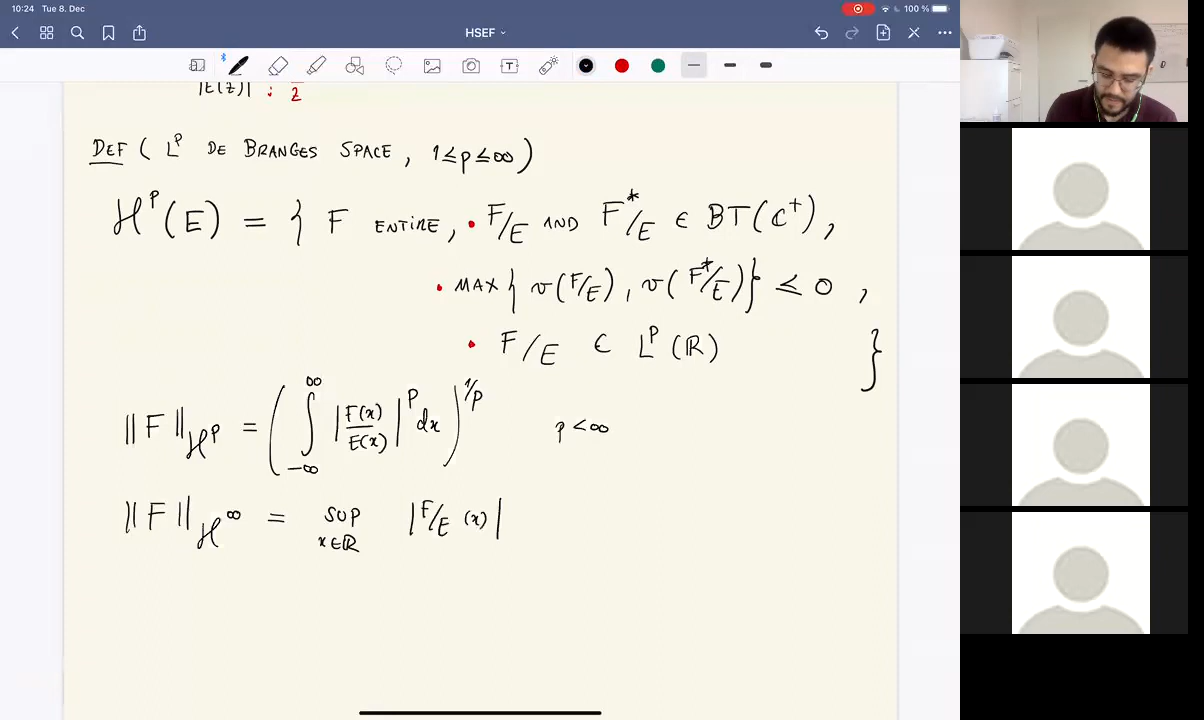 10:24 Tue 8. Dec
100 %
HSEF
|E(z)| : z
DEF ( L^p DE BRANGES SPACE, 1≤p≤∞ )
H^p(E) = { F ENTIRE, • F/E AND F*/E ∈ BT(C⁺),
• MAX { v(F/E), v(F*/E) } ≤ 0 ,
• F/E ∈ L^p(ℝ) }
‖F‖_{H^p} = ( ∫_{-∞}^{∞} | F(x)/E(x) |^p dx )^{1/p} p < ∞
‖F‖_{H^∞} = SUP_{x∈ℝ} | F/E (x) |